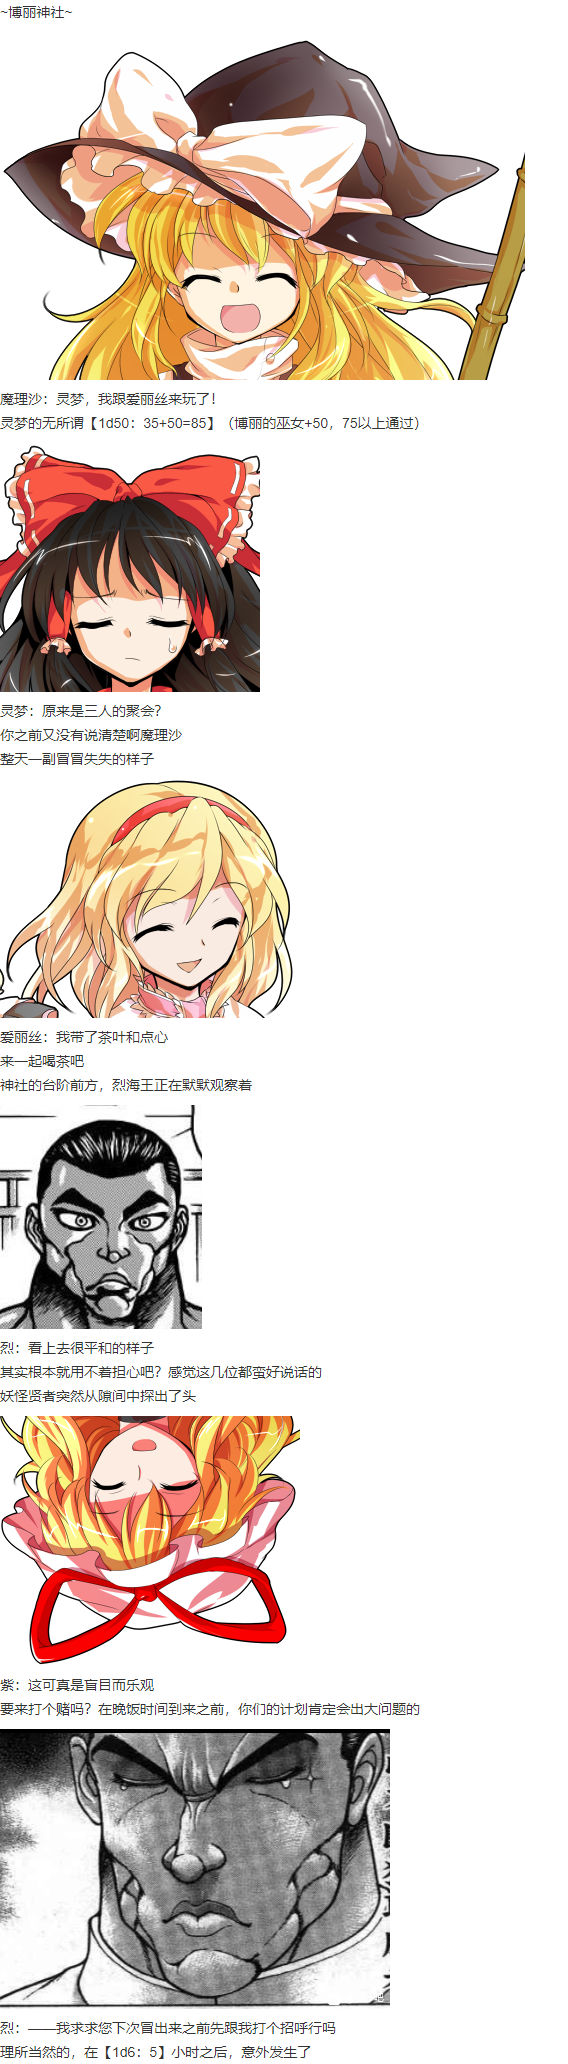 ~博丽神社~
魔理沙：灵梦，我跟爱丽丝来玩了！
灵梦的无所谓【1d50：35+50=85】（博丽的巫女+50，75以上通过）
灵梦：原来是三人的聚会？
你之前又没有说清楚啊魔理沙
整天一副冒冒失失的样子
爱丽丝：我带了茶叶和点心
来一起喝茶吧
神社的台阶前方，烈海王正在默默观察着
烈：看上去很平和的样子
其实根本就用不着担心吧？感觉这几位都蛮好说话的
妖怪贤者突然从隙间中探出了头
紫：这可真是盲目而乐观
要来打个赌吗？在晚饭时间到来之前，你们的计划肯定会出大问题的
烈：——我求求您下次冒出来之前先跟我打个招呼行吗
理所当然的，在【1d6：5】小时之后，意外发生了